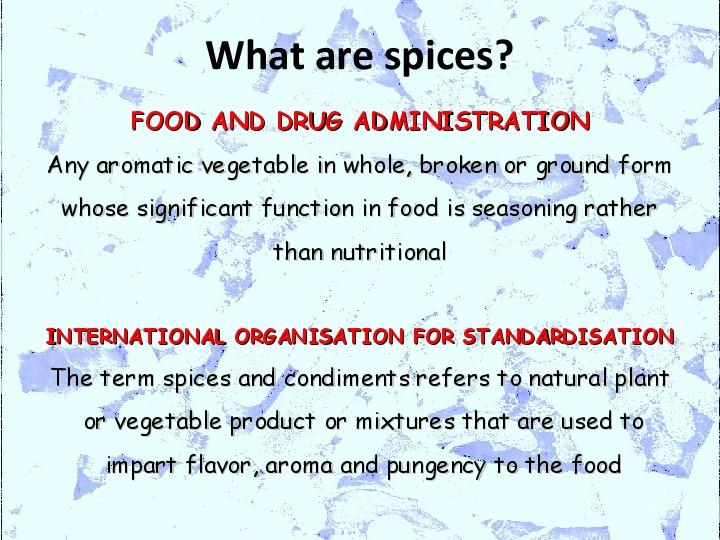 What are spices?
FOOD AND DRUG ADMINISTRATION
Any aromatic vegetable in whole, broken or ground form
whose significant function in food is seasoning rather
than nutritional
INTERNATIONAL ORGANISATION FOR STANDARDISATION
The term spices and condiments refers to natural plant
or vegetable product or mixtures that are used to
impart flavor, aroma and pungency to the food